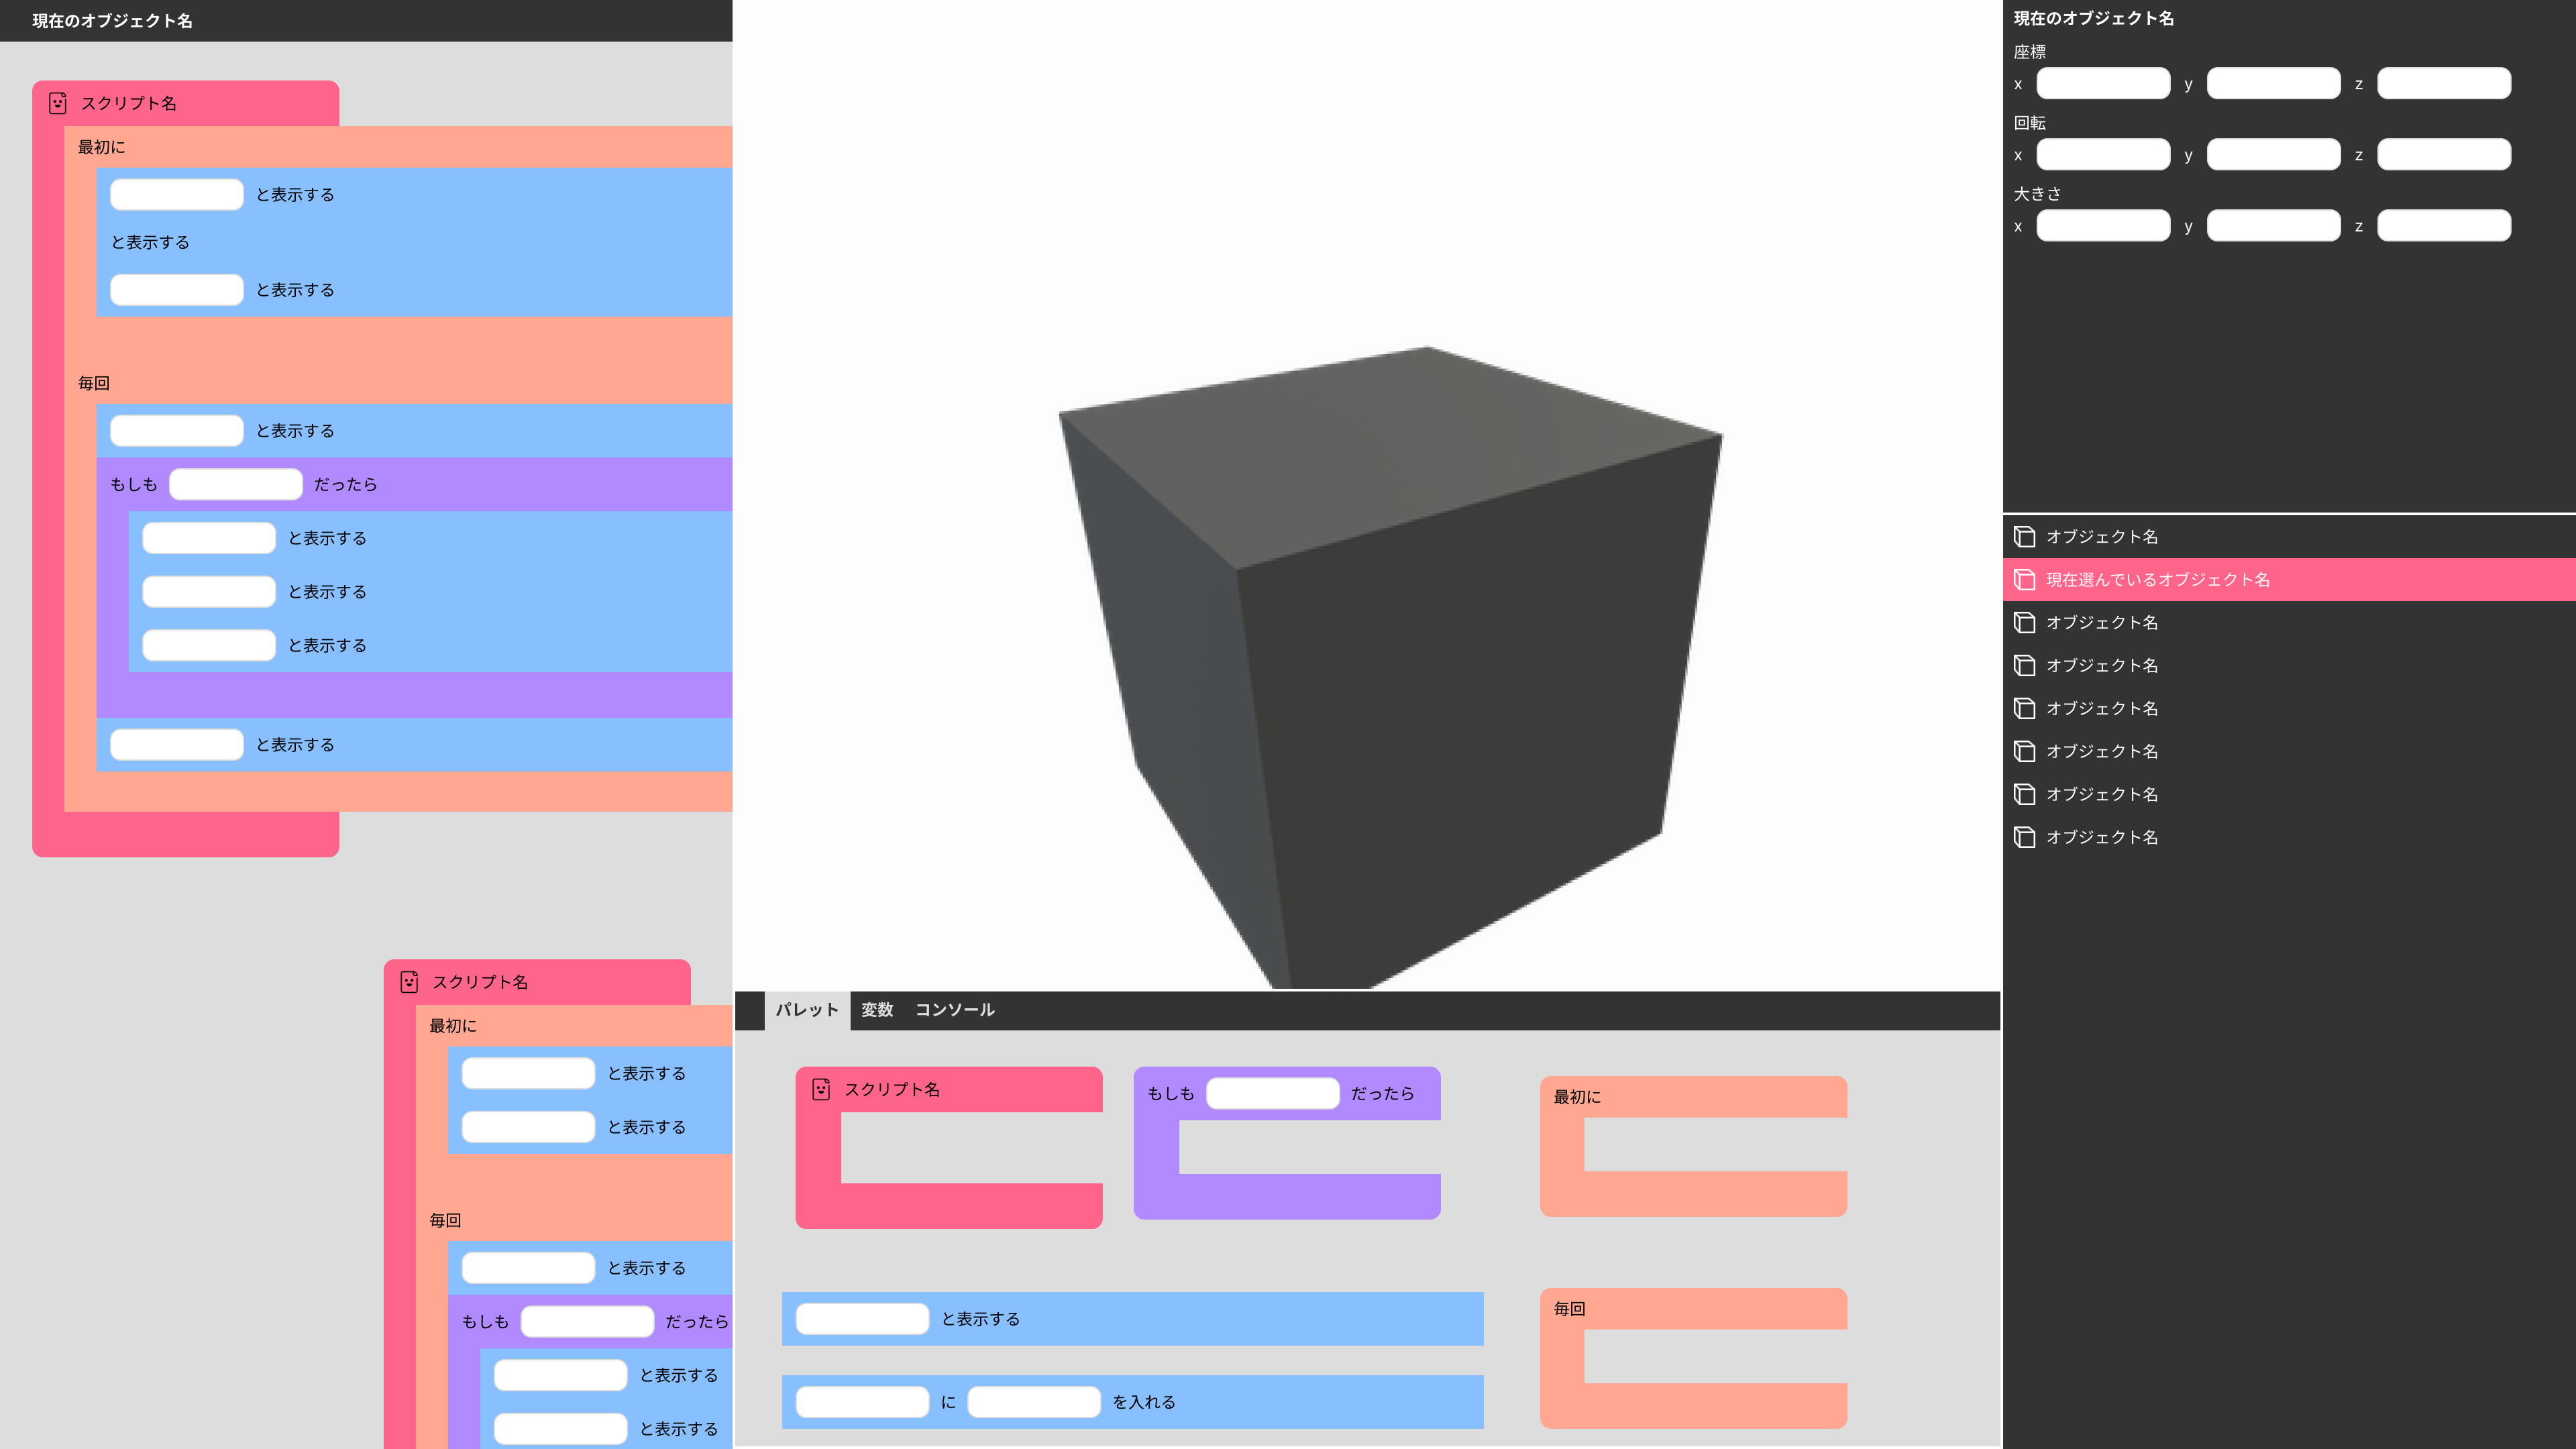 現在のオブジェクト名
スクリプト名
最初に
と表示する
と表示する
と表示する
毎回
と表示する
もしも だったら
と表示する
と表示する
と表示する
と表示する
スクリプト名
最初に
と表示する
と表示する
毎回
と表示する
もしも だったら
と表示する
と表示する
パレット 変数 コンソール
スクリプト名
もしも だったら
最初に
と表示する
毎回
に を入れる
現在のオブジェクト名
座標
x y z
回転
x y z
大きさ
x y z
オブジェクト名
現在選んでいるオブジェクト名
オブジェクト名
オブジェクト名
オブジェクト名
オブジェクト名
オブジェクト名
オブジェクト名